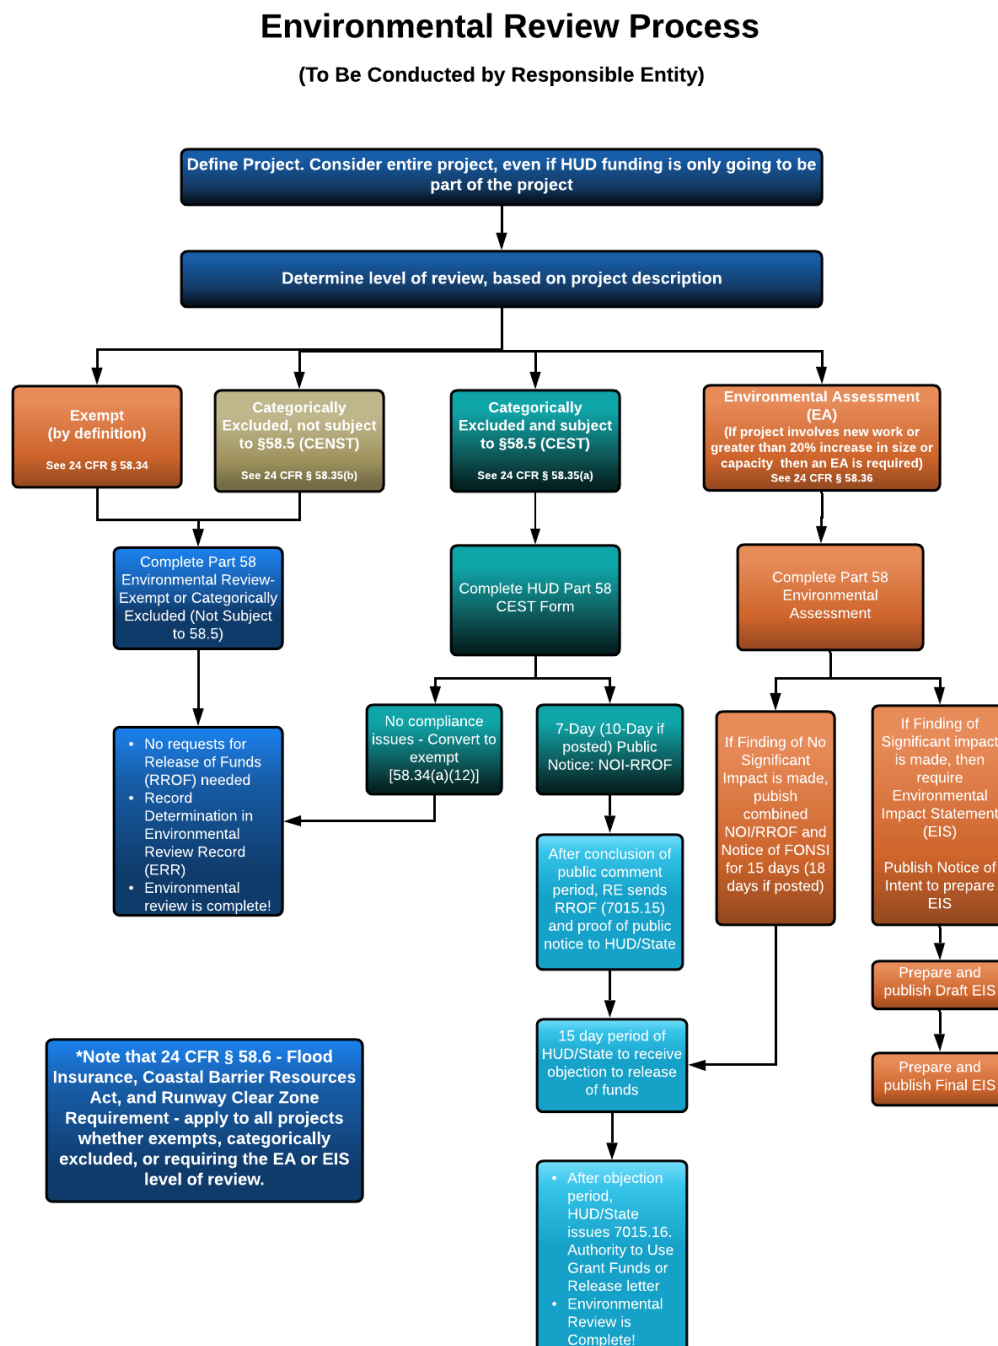 Environmental Review Process
(To Be Conducted by Responsible Entity)
Define Project. Consider entire project, even if HUD funding is only going to be
part of the project
Determine level of review, based on project description
Exempt
(by definition)
See 24 CFR § 58.34
Categorically
Excluded, not subject
to §58.5 (CENST)
See 24 CFR § 58.35(b)
Categorically
Excluded and subject
to §58.5 (CEST)
See 24 CFR § 58.35(a)
Environmental Assessment
(EA)
(If project involves new work or
greater than 20% increase in size or
capacity then an EA is required)
See 24 CFR § 58.36
Complete Part 58
Environmental Review-
Exempt or Categorically
Excluded (Not Subject
to 58.5)
Complete HUD Part 58
CEST Form
Complete Part 58
Environmental
Assessment
• No requests for
Release of Funds
(RROF) needed
• Record
Determination in
Environmental
Review Record
(ERR)
• Environmental
review is complete!
No compliance
issues - Convert to
exempt
[58.34(a)(12)]
7-Day (10-Day if
posted) Public
Notice: NOI-RROF
If Finding of No
Significant
Impact is made,
pubish
combined
NOI/RROF and
Notice of FONSI
for 15 days (18
days if posted)
If Finding of
Significant impact
is made, then
require
Environmental
Impact Statement
(EIS)
Publish Notice of
Intent to prepare
EIS
After conclusion of
public comment
period, RE sends
RROF (7015.15)
and proof of public
notice to HUD/State
Prepare and
publish Draft EIS
15 day period of
HUD/State to receive
objection to release
of funds
Prepare and
publish Final EIS
*Note that 24 CFR § 58.6 - Flood
Insurance, Coastal Barrier Resources
Act, and Runway Clear Zone
Requirement - apply to all projects
whether exempts, categorically
excluded, or requiring the EA or EIS
level of review.
• After objection
period,
HUD/State
issues 7015.16.
Authority to Use
Grant Funds or
Release letter
• Environmental
Review is
Complete!